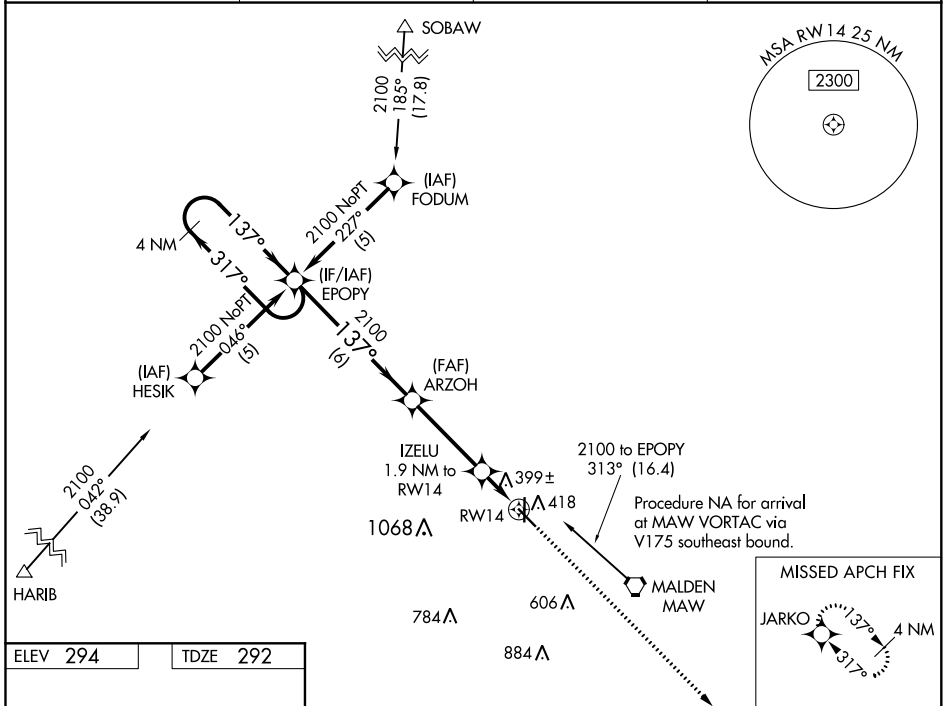 SOBAW
2100
185°
(17.8)
MSA RW14 25 NM
2300
(IAF)
FODUM
2100 NoPT
227°
(5)
4 NM
137°
317°
(IF/IAF)
EPOPY
2100 NoPT
046°
(5)
(IAF)
HESIK
2100
137°
(6)
(FAF)
ARZOH
2100
042°
(38.9)
HARIB
IZELU
1.9 NM to
RW14
399±
418
RW14
1068
2100 to EPOPY
313° (16.4)
Procedure NA for arrival
at MAW VORTAC via
V175 southeast bound.
MALDEN
MAW
606
784
884
MISSED APCH FIX
JARKO
137°
4 NM
317°
ELEV 294
TDZE 292